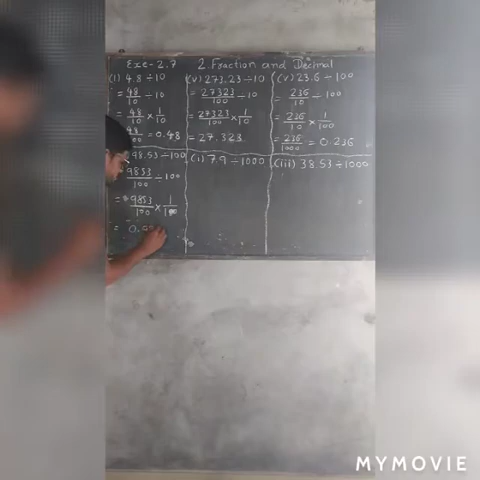 Exe-2.7 2. Fraction and Decimal
(i) 4.8 ÷ 10
= 48/10 ÷ 10
= 48/10 × 1/10
48/100 = 0.48
(v) 273.23 ÷ 10
= 27323/100 ÷ 10
= 27323/100 × 1/10
= 27.323
(v) 23.6 ÷ 100
= 236/10 ÷ 100
= 236/10 × 1/100
= 236/1000 = 0.236
98.53 ÷ 100
9853/100 ÷ 100
= 9853/100 × 1/100
= 0.9
(i) 7.9 ÷ 1000
(iii) 38.53 ÷ 1000
MYMOVIE